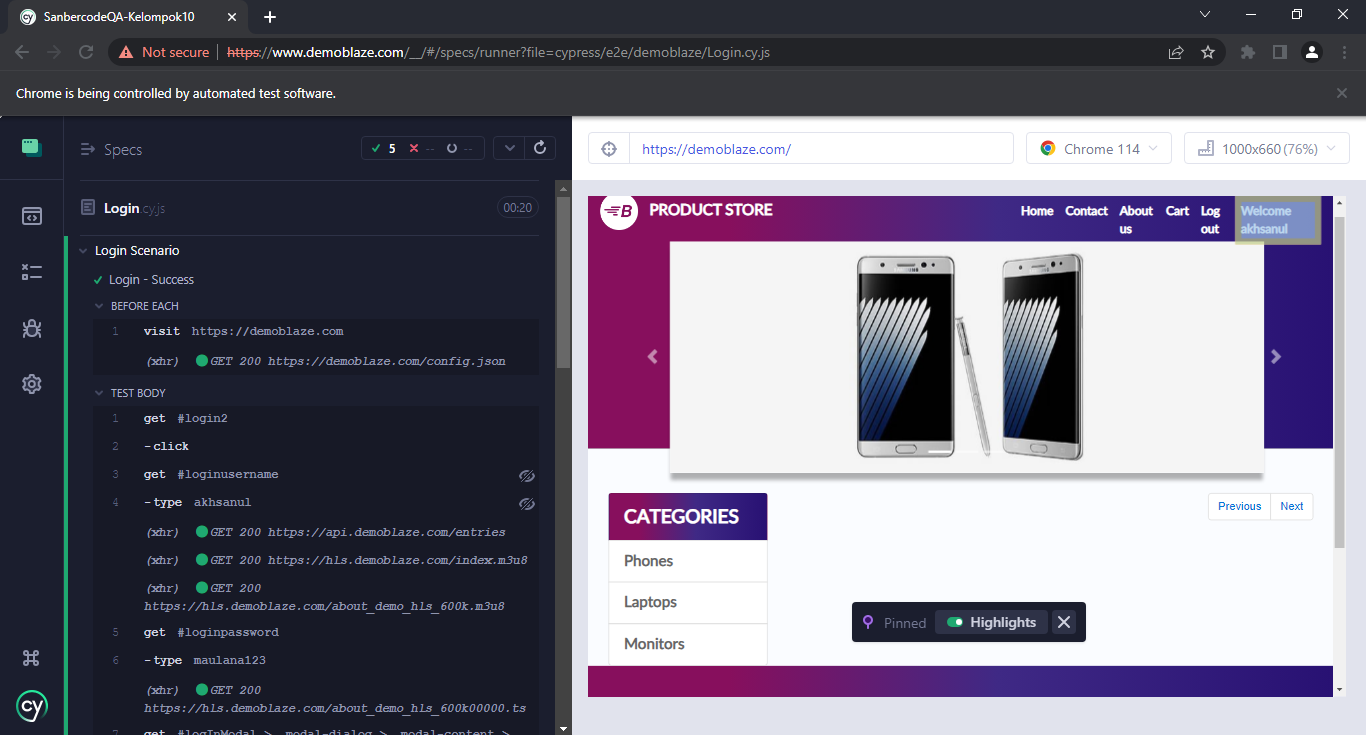 SanbercodeQA-Kelompok10
Not secure https://www.demoblaze.com/__/#/specs/runner?file=cypress/e2e/demoblaze/Login.cy.js
Chrome is being controlled by automated test software.
Specs
5 -- --
Login.cy.js 00:20
Login Scenario
Login - Success
BEFORE EACH
1 visit https://demoblaze.com
(xhr) GET 200 https://demoblaze.com/config.json
TEST BODY
1 get #login2
2 -click
3 get #loginusername
4 -type akhsanul
(xhr) GET 200 https://api.demoblaze.com/entries
(xhr) GET 200 https://hls.demoblaze.com/index.m3u8
(xhr) GET 200
https://hls.demoblaze.com/about_demo_hls_600k.m3u8
5 get #loginpassword
6 -type maulana123
(xhr) GET 200
https://hls.demoblaze.com/about_demo_hls_600k00000.ts
7 get #logInModal > .modal-dialog > .modal-content >
cy
https://demoblaze.com/
Chrome 114
1000x660 (76%)
PRODUCT STORE
Home Contact About Cart Log Welcome
us out akhsanul
CATEGORIES
Phones
Laptops
Monitors
Previous Next
Pinned Highlights